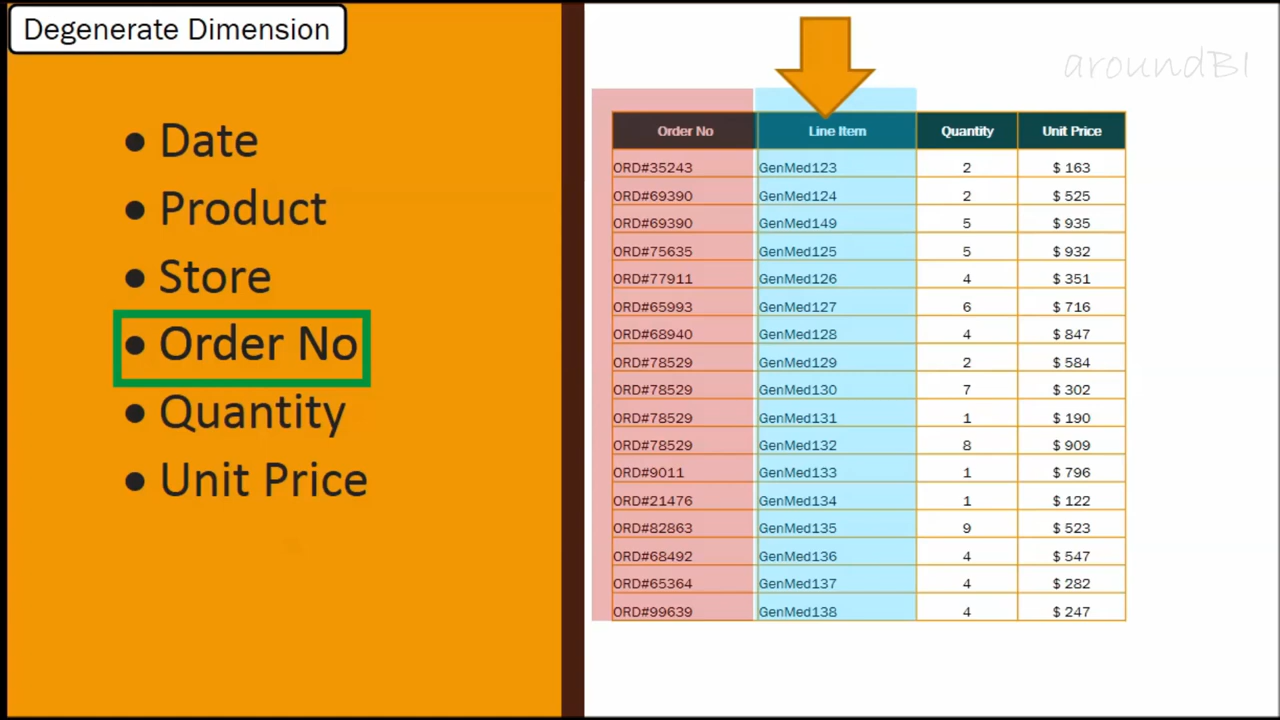 Degenerate Dimension
aroundBI
• Date
• Product
• Store
• Order No
• Quantity
• Unit Price
Order No Line Item Quantity Unit Price
ORD#35243 GenMed123 2 $ 163
ORD#69390 GenMed124 2 $ 525
ORD#69390 GenMed149 5 $ 935
ORD#75635 GenMed125 5 $ 932
ORD#77911 GenMed126 4 $ 351
ORD#65993 GenMed127 6 $ 716
ORD#68940 GenMed128 4 $ 847
ORD#78529 GenMed129 2 $ 584
ORD#78529 GenMed130 7 $ 302
ORD#78529 GenMed131 1 $ 190
ORD#78529 GenMed132 8 $ 909
ORD#9011 GenMed133 1 $ 796
ORD#21476 GenMed134 1 $ 122
ORD#82863 GenMed135 9 $ 523
ORD#68492 GenMed136 4 $ 547
ORD#65364 GenMed137 4 $ 282
ORD#99639 GenMed138 4 $ 247